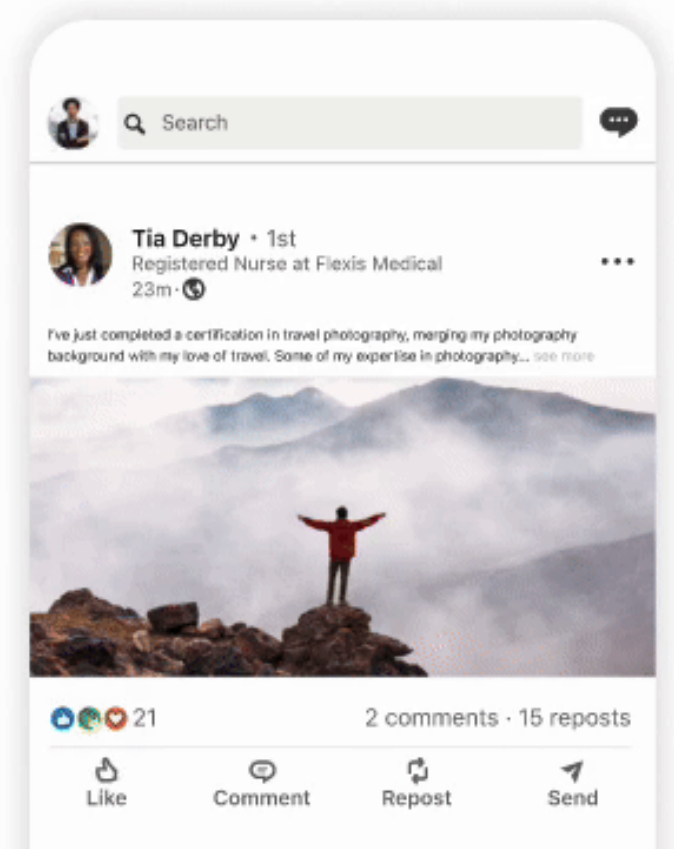 Search
Tia Derby • 1st
Registered Nurse at Flexis Medical
23m ·
I've just completed a certification in travel photography, merging my photography
background with my love of travel. Some of my expertise in photography... see more
21
2 comments · 15 reposts
Like
Comment
Repost
Send